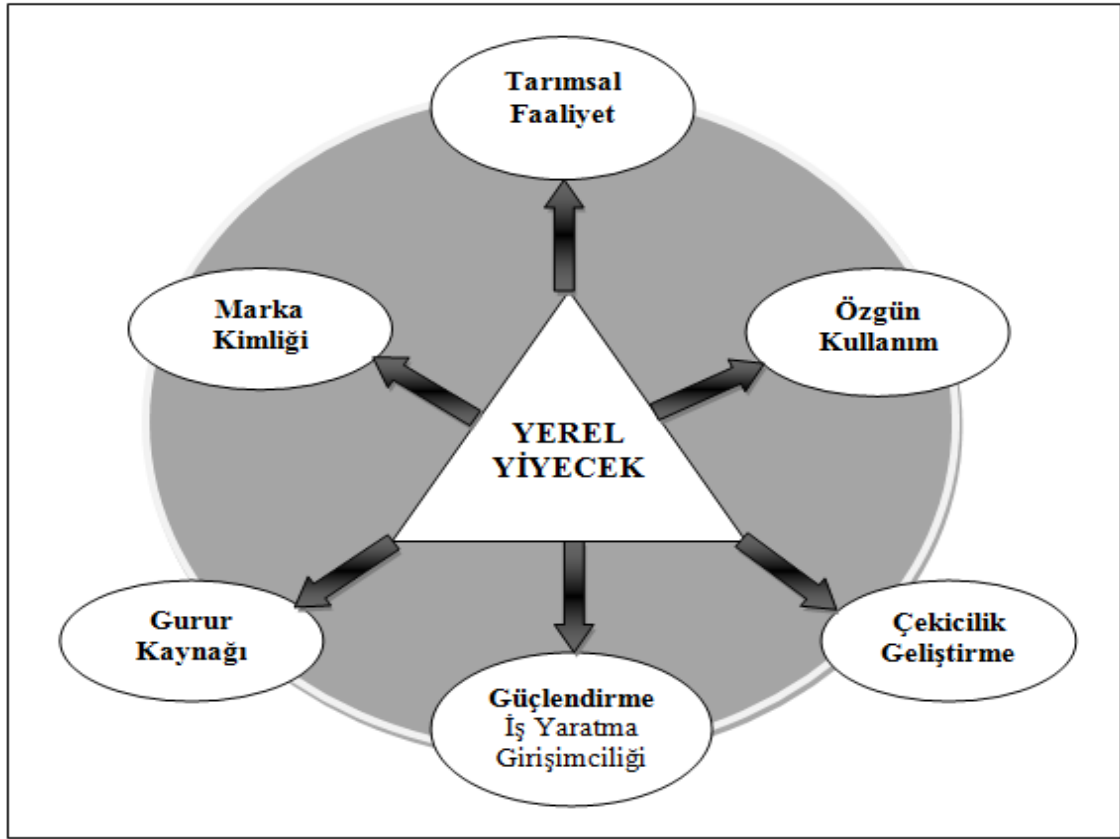 Tarımsal
Faaliyet
Marka
Kimliği
Özgün
Kullanım
YEREL
YİYECEK
Gurur
Kaynağı
Çekicilik
Geliştirme
Güçlendirme
İş Yaratma
Girişimciliği